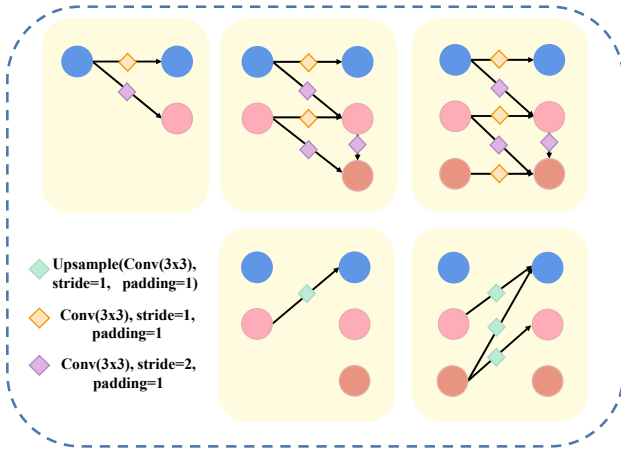 Upsample(Conv(3x3),
stride=1, padding=1)
Conv(3x3), stride=1,
padding=1
Conv(3x3), stride=2,
padding=1